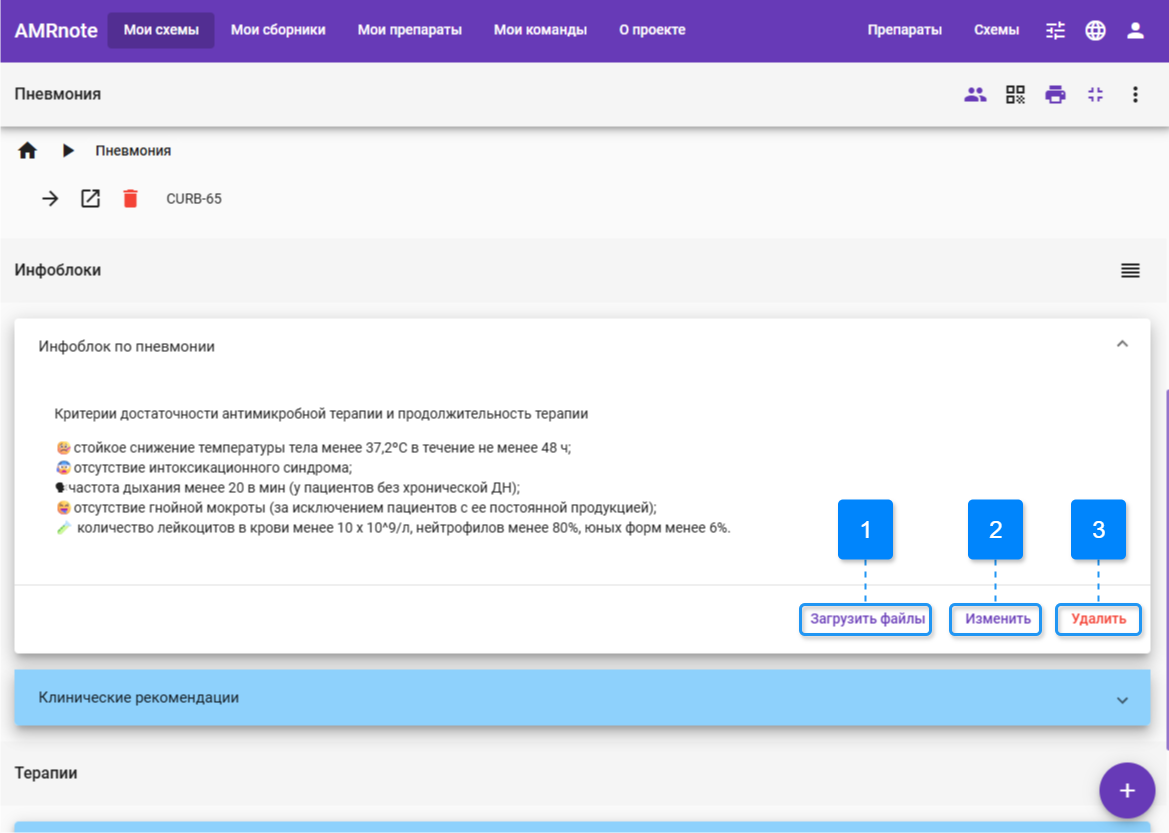 AMRnote Мои схемы Мои сборники Мои препараты Мои команды О проекте Препараты Схемы
Пневмония
Пневмония
CURB-65
Инфоблоки
Инфоблок по пневмонии
Критерии достаточности антимикробной терапии и продолжительность терапии
стойкое снижение температуры тела менее 37,2ºC в течение не менее 48 ч;
отсутствие интоксикационного синдрома;
частота дыхания менее 20 в мин (у пациентов без хронической ДН);
отсутствие гнойной мокроты (за исключением пациентов с ее постоянной продукцией);
количество лейкоцитов в крови менее 10 х 10^9/л, нейтрофилов менее 80%, юных форм менее 6%.
1 2 3
Загрузить файлы Изменить Удалить
Клинические рекомендации
Терапии
+